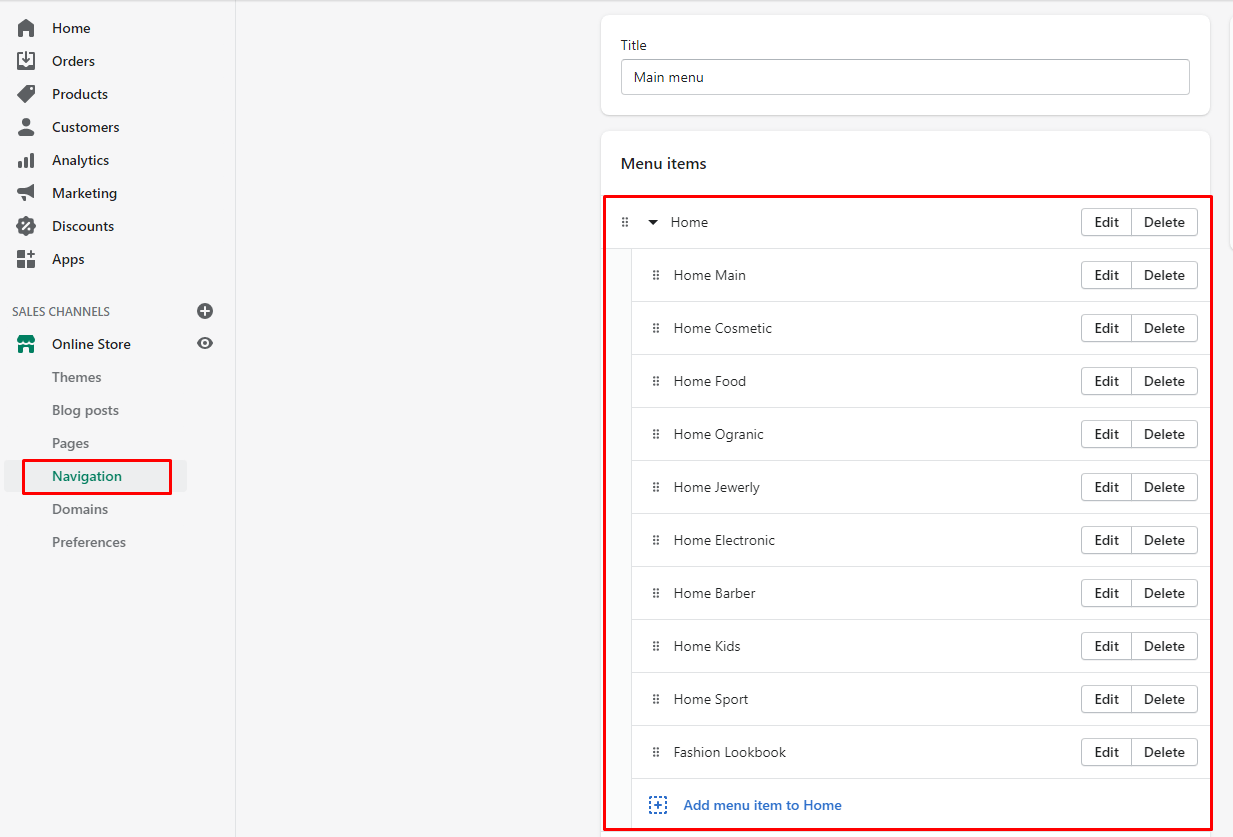 Home
Orders
Products
Customers
Analytics
Marketing
Discounts
Apps
SALES CHANNELS
Online Store
Themes
Blog posts
Pages
Navigation
Domains
Preferences
Title
Main menu
Menu items
Home Edit Delete
Home Main Edit Delete
Home Cosmetic Edit Delete
Home Food Edit Delete
Home Ogranic Edit Delete
Home Jewerly Edit Delete
Home Electronic Edit Delete
Home Barber Edit Delete
Home Kids Edit Delete
Home Sport Edit Delete
Fashion Lookbook Edit Delete
Add menu item to Home